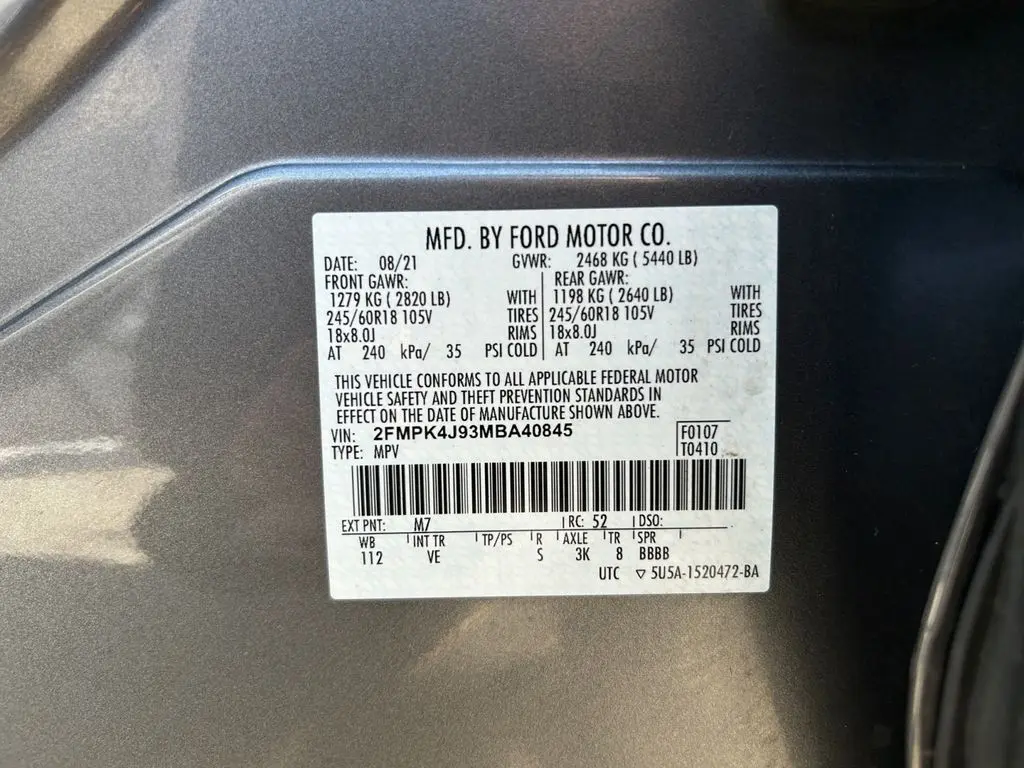 MFD. BY FORD MOTOR CO.
DATE: 08/21 GVWR: 2468 KG ( 5440 LB)
FRONT GAWR: REAR GAWR:
1279 KG ( 2820 LB) WITH 1198 KG ( 2640 LB) WITH
245/60R18 105V TIRES 245/60R18 105V TIRES
18x8.0J RIMS 18x8.0J RIMS
AT 240 kPa/ 35 PSI COLD AT 240 kPa/ 35 PSI COLD
THIS VEHICLE CONFORMS TO ALL APPLICABLE FEDERAL MOTOR
VEHICLE SAFETY AND THEFT PREVENTION STANDARDS IN
EFFECT ON THE DATE OF MANUFACTURE SHOWN ABOVE.
VIN: 2FMPK4J93MBA40845 F0107
TYPE: MPV T0410
EXT PNT: M7 RC: 52 DSO:
WB INT TR TP/PS R AXLE TR SPR
112 VE S 3K 8 BBBB
UTC ▽ 5U5A-1520472-BA